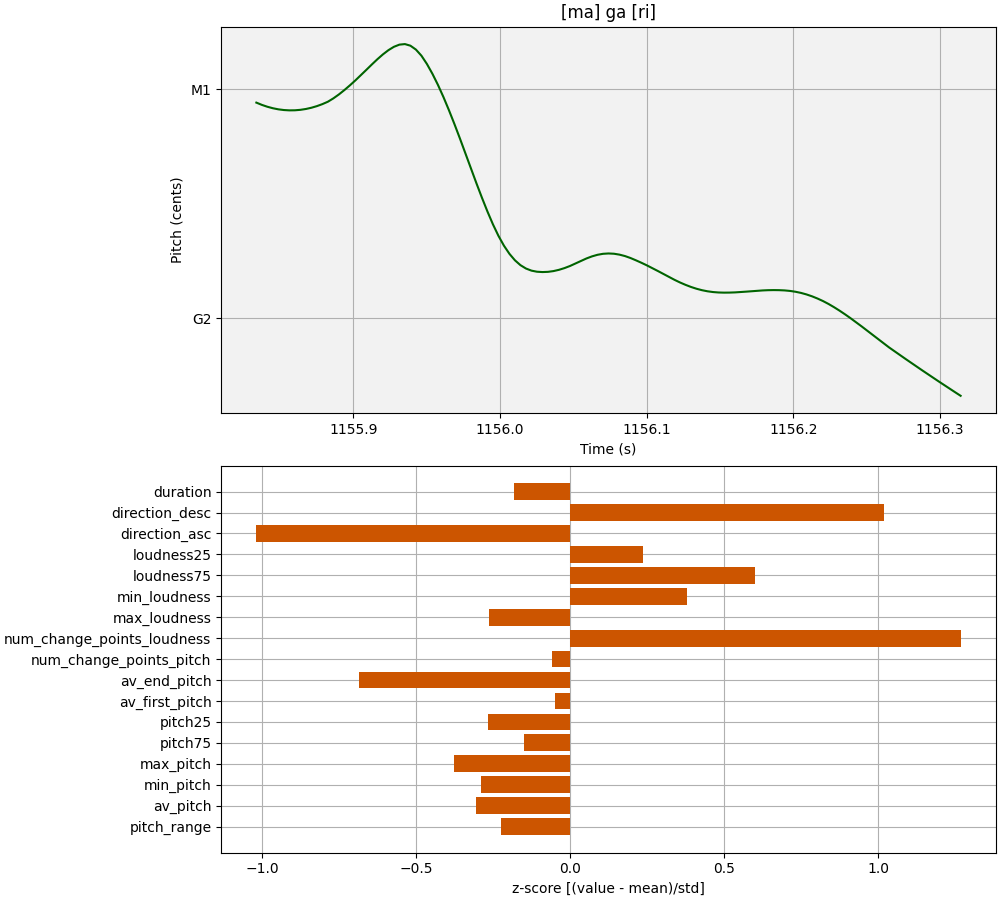 [ma] ga [ri]
M1
G2
Pitch (cents)
1155.9 1156.0 1156.1 1156.2 1156.3
Time (s)
duration
direction_desc
direction_asc
loudness25
loudness75
min_loudness
max_loudness
num_change_points_loudness
num_change_points_pitch
av_end_pitch
av_first_pitch
pitch25
pitch75
max_pitch
min_pitch
av_pitch
pitch_range
−1.0 −0.5 0.0 0.5 1.0
z-score [(value - mean)/std]